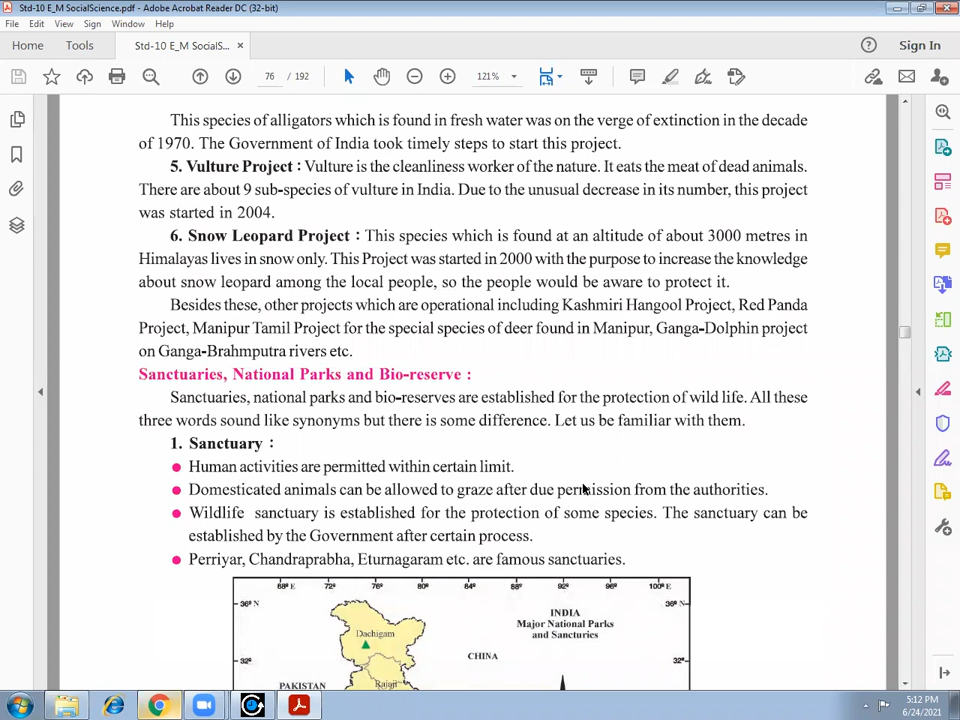 Std-10 E_M SocialScience.pdf - Adobe Acrobat Reader DC (32-bit)
File Edit View Sign Window Help
Home Tools Std-10 E_M SocialS... × Sign In
76 / 192 121%
This species of alligators which is found in fresh water was on the verge of extinction in the decade
of 1970. The Government of India took timely steps to start this project.
5. Vulture Project : Vulture is the cleanliness worker of the nature. It eats the meat of dead animals.
There are about 9 sub-species of vulture in India. Due to the unusual decrease in its number, this project
was started in 2004.
6. Snow Leopard Project : This species which is found at an altitude of about 3000 metres in
Himalayas lives in snow only. This Project was started in 2000 with the purpose to increase the knowledge
about snow leopard among the local people, so the people would be aware to protect it.
Besides these, other projects which are operational including Kashmiri Hangool Project, Red Panda
Project, Manipur Tamil Project for the special species of deer found in Manipur, Ganga-Dolphin project
on Ganga-Brahmputra rivers etc.
Sanctuaries, National Parks and Bio-reserve :
Sanctuaries, national parks and bio-reserves are established for the protection of wild life. All these
three words sound like synonyms but there is some difference. Let us be familiar with them.
1. Sanctuary :
● Human activities are permitted within certain limit.
● Domesticated animals can be allowed to graze after due permission from the authorities.
● Wildlife sanctuary is established for the protection of some species. The sanctuary can be
established by the Government after certain process.
● Perriyar, Chandraprabha, Eturnagaram etc. are famous sanctuaries.
68° E 72° 76° 80° 84° 88° 92° 96° 100° E
36° N 36° N
INDIA
Major National Parks
and Sancturies
Dachigam
CHINA
32° 32°
PAKISTAN Rajaji
5:12 PM
6/24/2021